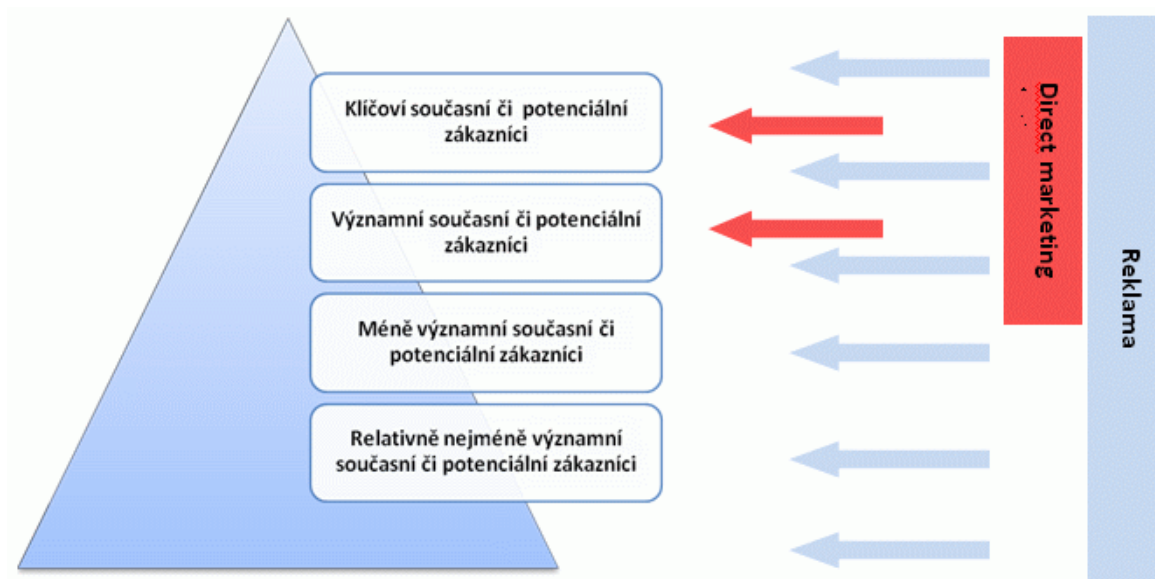 Klíčoví současní či potenciální
zákazníci
Významní současní či potenciální
zákazníci
Méně významní současní či
potenciální zákazníci
Relativně nejméně významní
současní či potenciální zákazníci
Direct marketing
Reklama